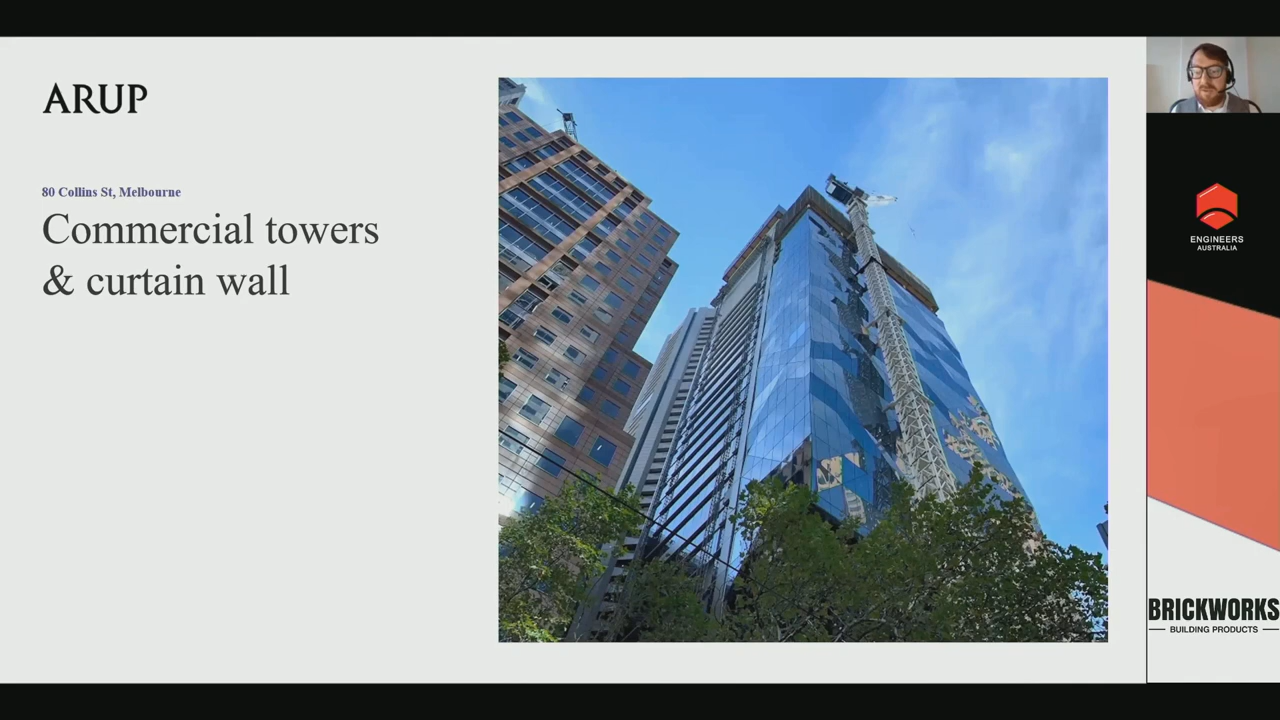 ARUP
80 Collins St, Melbourne
Commercial towers
& curtain wall
ENGINEERS
AUSTRALIA
BRICKWORKS
BUILDING PRODUCTS